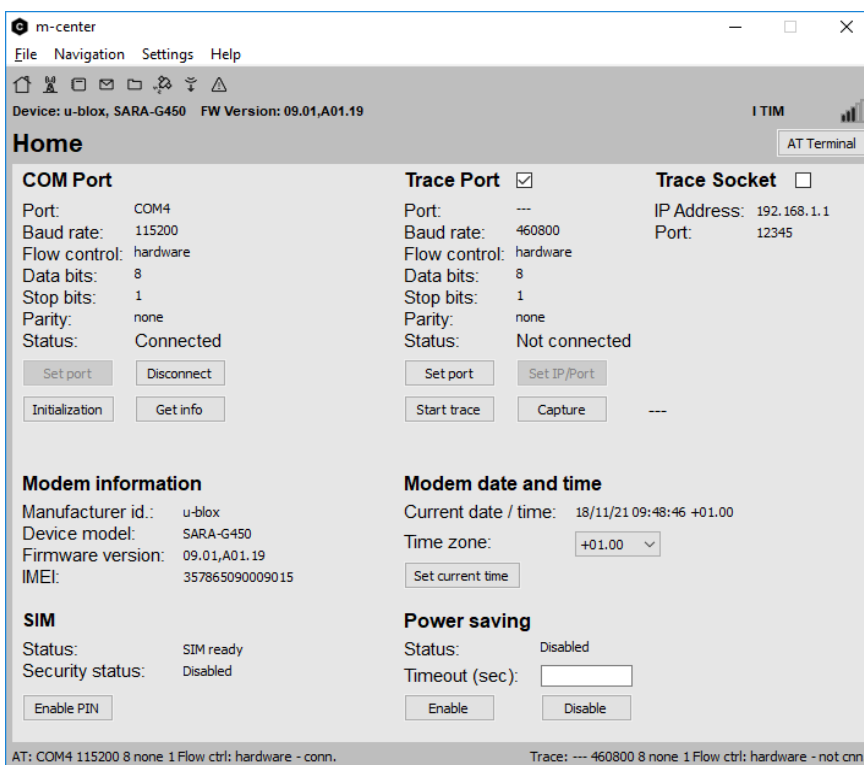 m-center
File Navigation Settings Help
Device: u-blox, SARA-G450 FW Version: 09.01,A01.19 I TIM
Home AT Terminal
COM Port Trace Port Trace Socket
Port: COM4 Port: --- IP Address: 192.168.1.1
Baud rate: 115200 Baud rate: 460800 Port: 12345
Flow control: hardware Flow control: hardware
Data bits: 8 Data bits: 8
Stop bits: 1 Stop bits: 1
Parity: none Parity: none
Status: Connected Status: Not connected
Set port Disconnect Set port Set IP/Port
Initialization Get info Start trace Capture ---
Modem information Modem date and time
Manufacturer id.: u-blox Current date / time: 18/11/21 09:48:46 +01.00
Device model: SARA-G450 Time zone: +01.00
Firmware version: 09.01,A01.19
IMEI: 357865090009015 Set current time
SIM Power saving
Status: SIM ready Status: Disabled
Security status: Disabled Timeout (sec):
Enable PIN Enable Disable
AT: COM4 115200 8 none 1 Flow ctrl: hardware - conn. Trace: --- 460800 8 none 1 Flow ctrl: hardware - not cnn